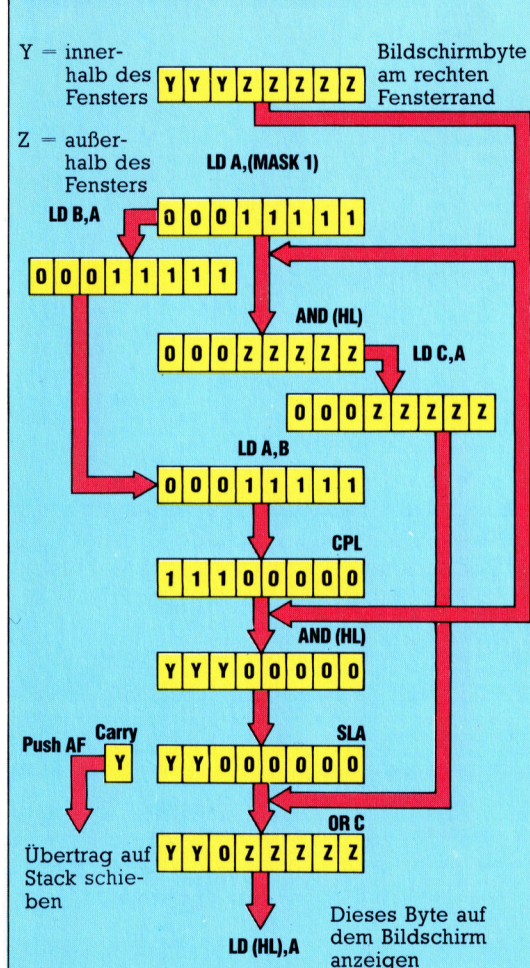 Y = inner-
halb des
Fensters
Y Y Y Z Z Z Z Z
Bildschirmbyte
am rechten
Fensterrand
Z = außer-
halb des
Fensters
LD A,(MASK 1)
LD B,A
0 0 0 1 1 1 1 1
0 0 0 1 1 1 1 1
AND (HL)
0 0 0 Z Z Z Z Z
LD C,A
0 0 0 Z Z Z Z Z
LD A,B
0 0 0 1 1 1 1 1
CPL
1 1 1 0 0 0 0 0
AND (HL)
Y Y Y 0 0 0 0 0
SLA
Push AF
Carry
Y
Y Y 0 0 0 0 0 0
OR C
Übertrag auf
Stack schie-
ben
Y Y 0 Z Z Z Z Z
LD (HL),A
Dieses Byte auf
dem Bildschirm
anzeigen